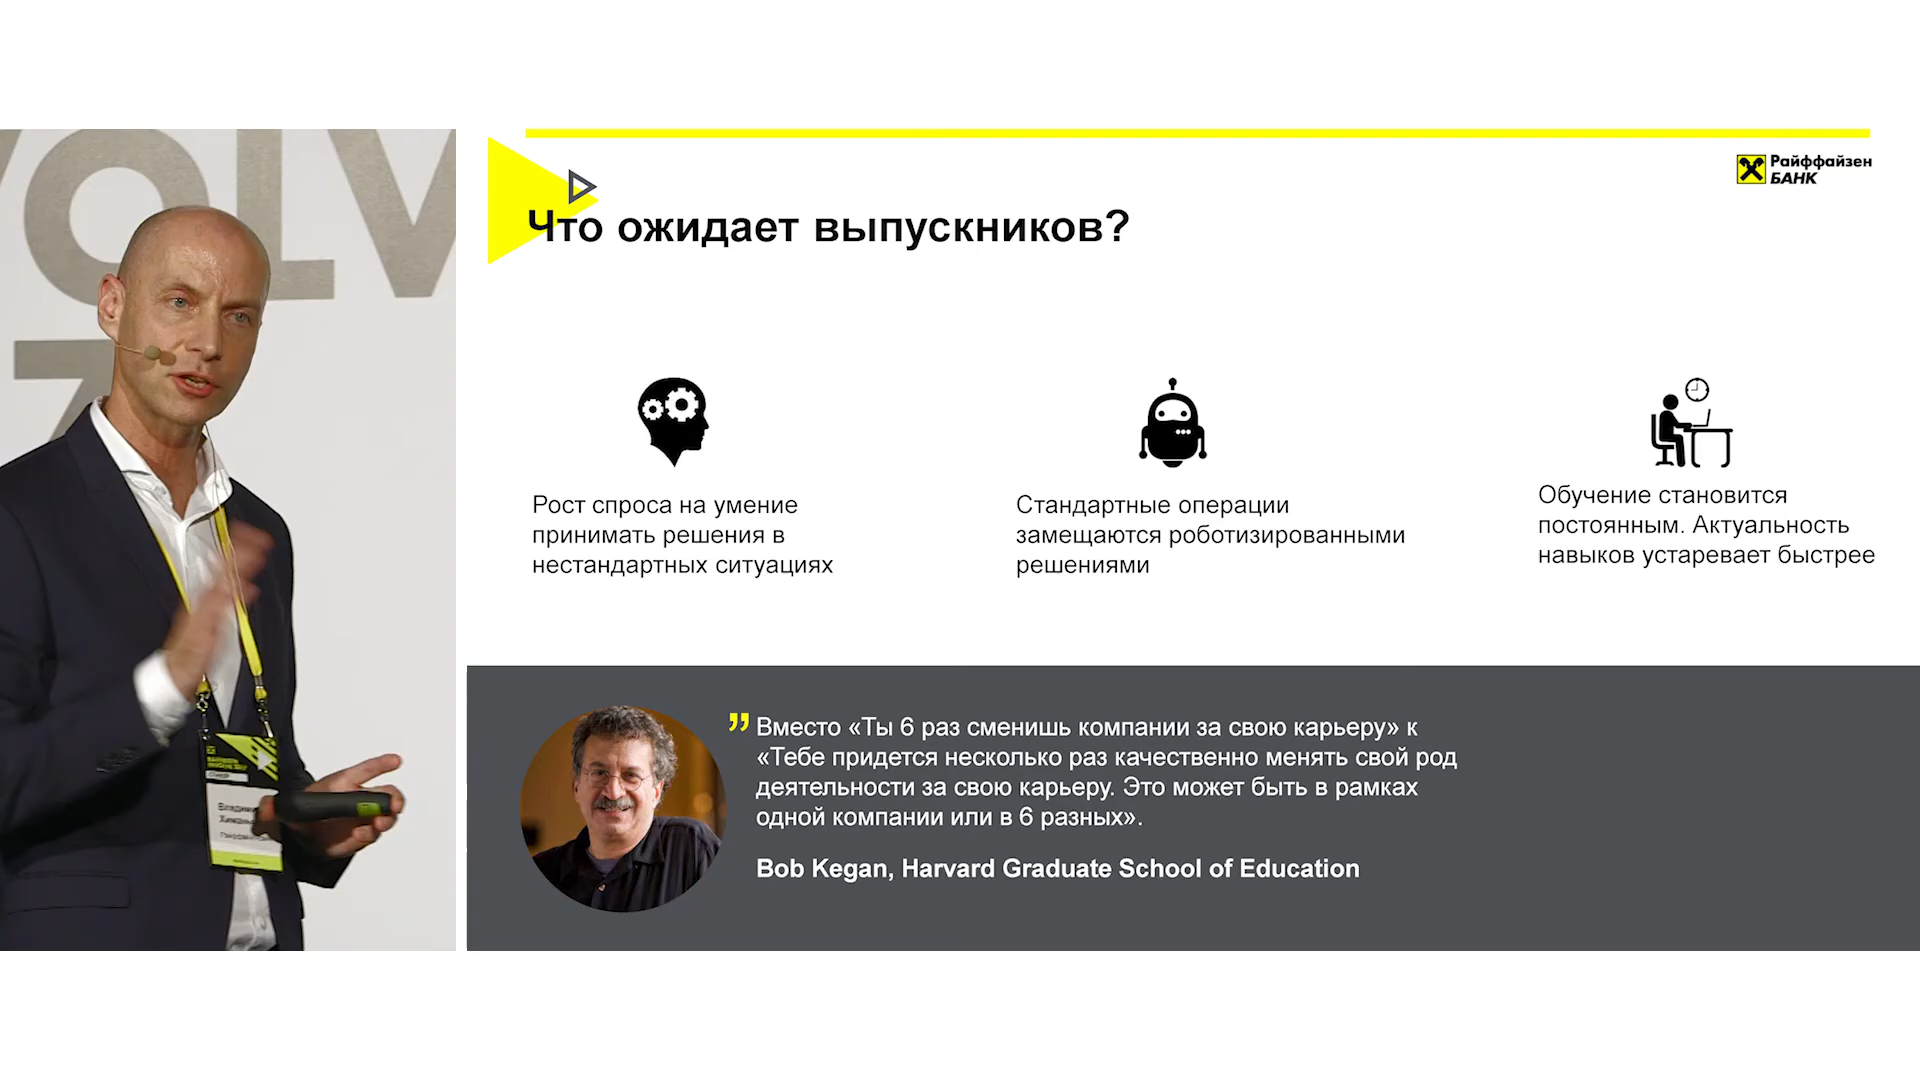 VOLV
7
Что ожидает выпускников?
Райффайзен
БАНК
Рост спроса на умение
принимать решения в
нестандартных ситуациях
Стандартные операции
замещаются роботизированными
решениями
Обучение становится
постоянным. Актуальность
навыков устаревает быстрее
” Вместо «Ты 6 раз сменишь компании за свою карьеру» к
«Тебе придется несколько раз качественно менять свой род
деятельности за свою карьеру. Это может быть в рамках
одной компании или в 6 разных».
Bob Kegan, Harvard Graduate School of Education